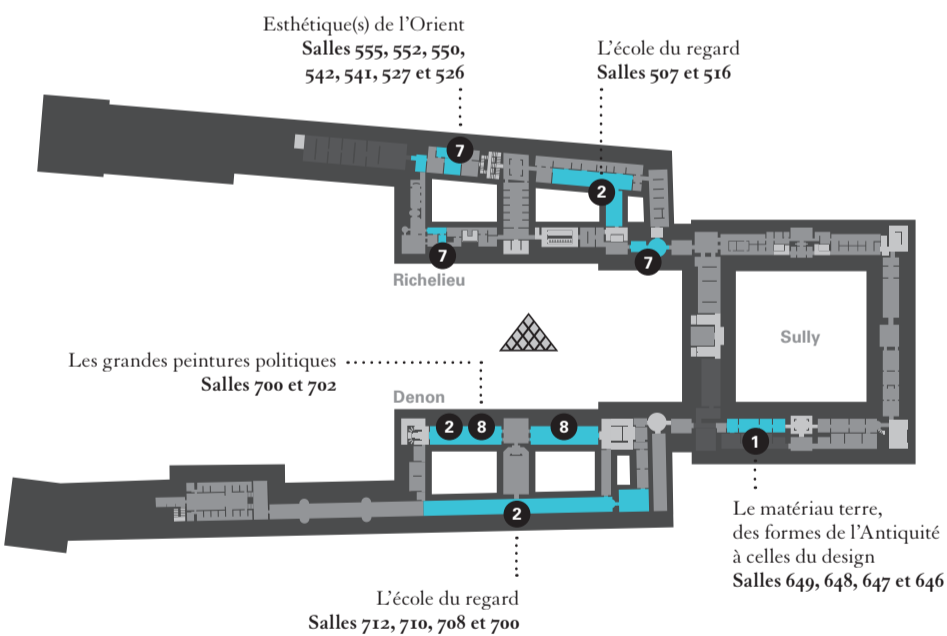 Esthétique(s) de l’Orient
Salles 555, 552, 550,
542, 541, 527 et 526
L’école du regard
Salles 507 et 516
7
2
7
7
Richelieu
Sully
Les grandes peintures politiques
Salles 700 et 702
Denon
2
8
8
1
2
Le matériau terre,
des formes de l’Antiquité
à celles du design
Salles 649, 648, 647 et 646
L’école du regard
Salles 712, 710, 708 et 700